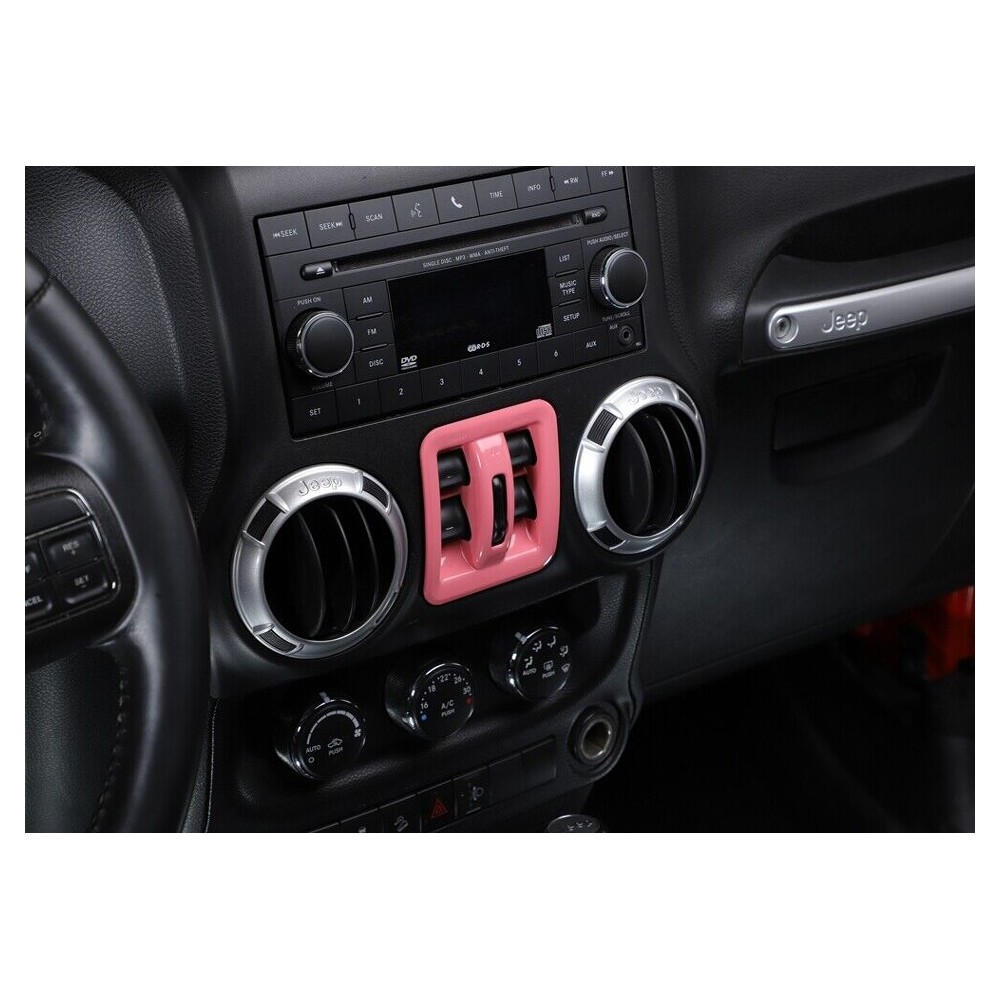 SEEK SEEK SCAN TIME INFO RW FF
RND
SINGLE DISC · MP3 · WMA · ANTI-THEFT
PUSH ON
AM
FM
DISC
VOLUME
LIST
MUSIC TYPE
SETUP
PUSH AUDIO/SELECT
TUNE/SCROLL
AUX
DVD
R·D·S
SET 1 2 3 4 5 6 AUX
Jeep
Jeep
Jeep
RES
+
SET
-
CANCEL
AUTO
PUSH
16 18 22° 26 30
A/C
PUSH
AUTO
PUSH